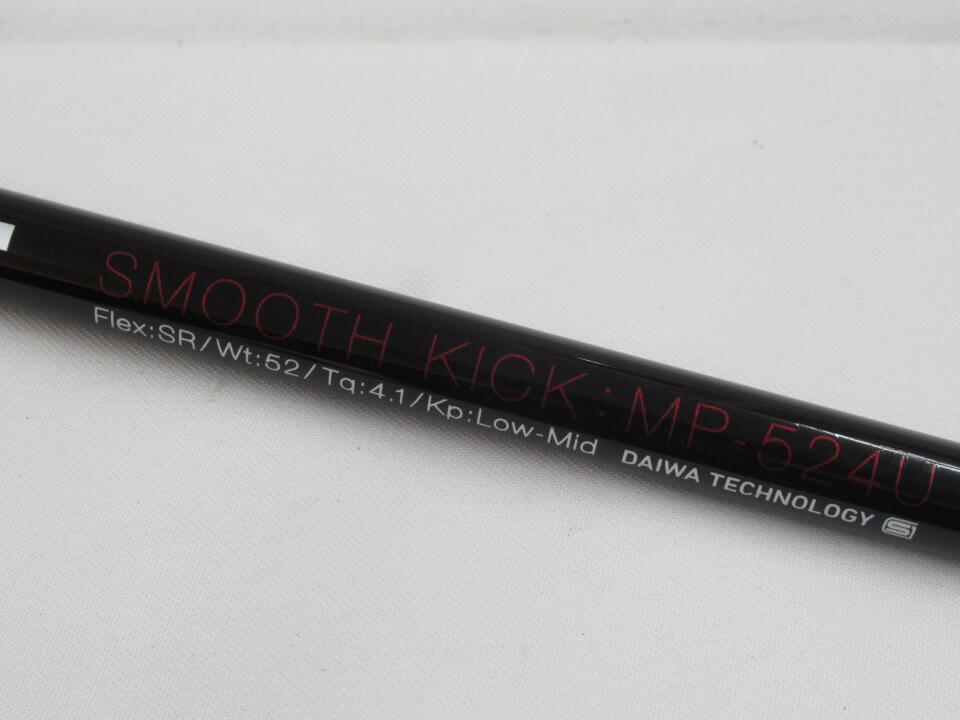 SMOOTH KICK : MP-524U
Flex:SR/Wt:52/Tq:4.1/Kp:Low-Mid DAIWA TECHNOLOGY